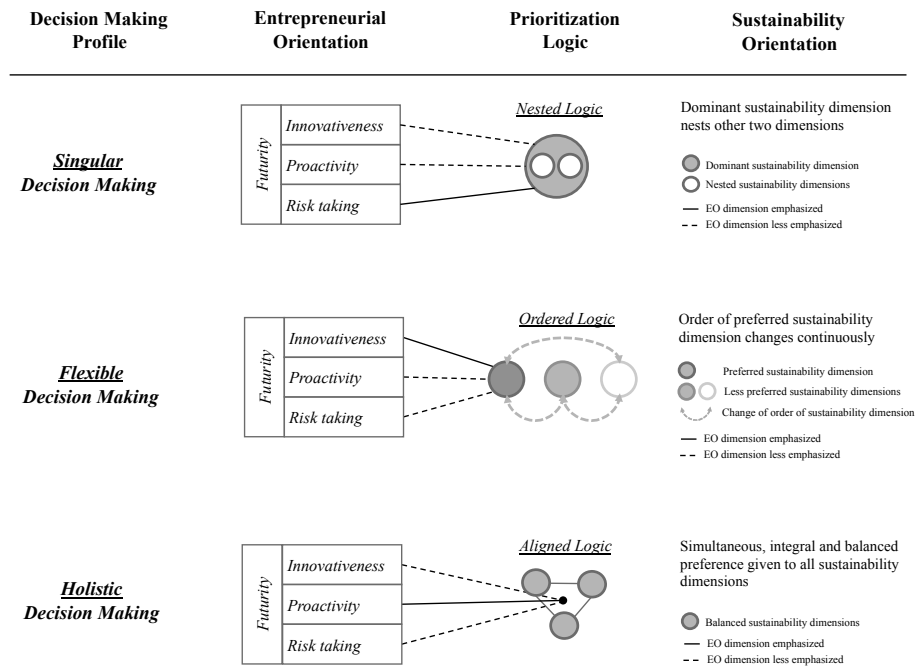 Decision Making
Profile
Entrepreneurial
Orientation
Prioritization
Logic
Sustainability
Orientation
Singular
Decision Making
Futurity
Innovativeness
Proactivity
Risk taking
Nested Logic
Dominant sustainability dimension
nests other two dimensions
Dominant sustainability dimension
Nested sustainability dimensions
EO dimension emphasized
EO dimension less emphasized
Flexible
Decision Making
Futurity
Innovativeness
Proactivity
Risk taking
Ordered Logic
Order of preferred sustainability
dimension changes continuously
Preferred sustainability dimension
Less preferred sustainability dimensions
Change of order of sustainability dimension
EO dimension emphasized
EO dimension less emphasized
Holistic
Decision Making
Futurity
Innovativeness
Proactivity
Risk taking
Aligned Logic
Simultaneous, integral and balanced
preference given to all sustainability
dimensions
Balanced sustainability dimensions
EO dimension emphasized
EO dimension less emphasized